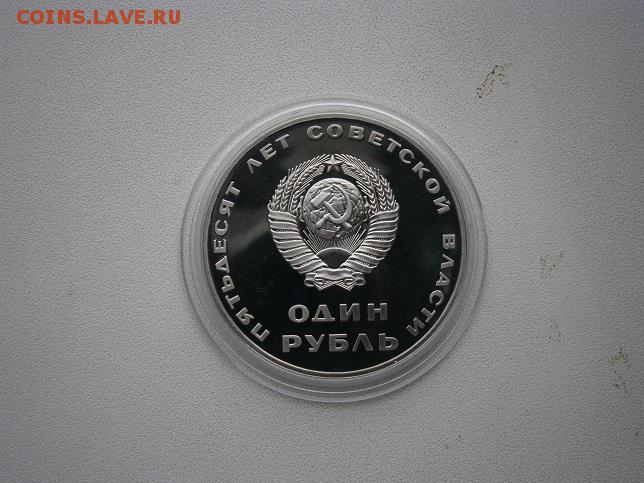 COINS.LAVE.RU
ПЯТЬДЕСЯТ ЛЕТ СОВЕТСКОЙ ВЛАСТИ
ОДИН
РУБЛЬ